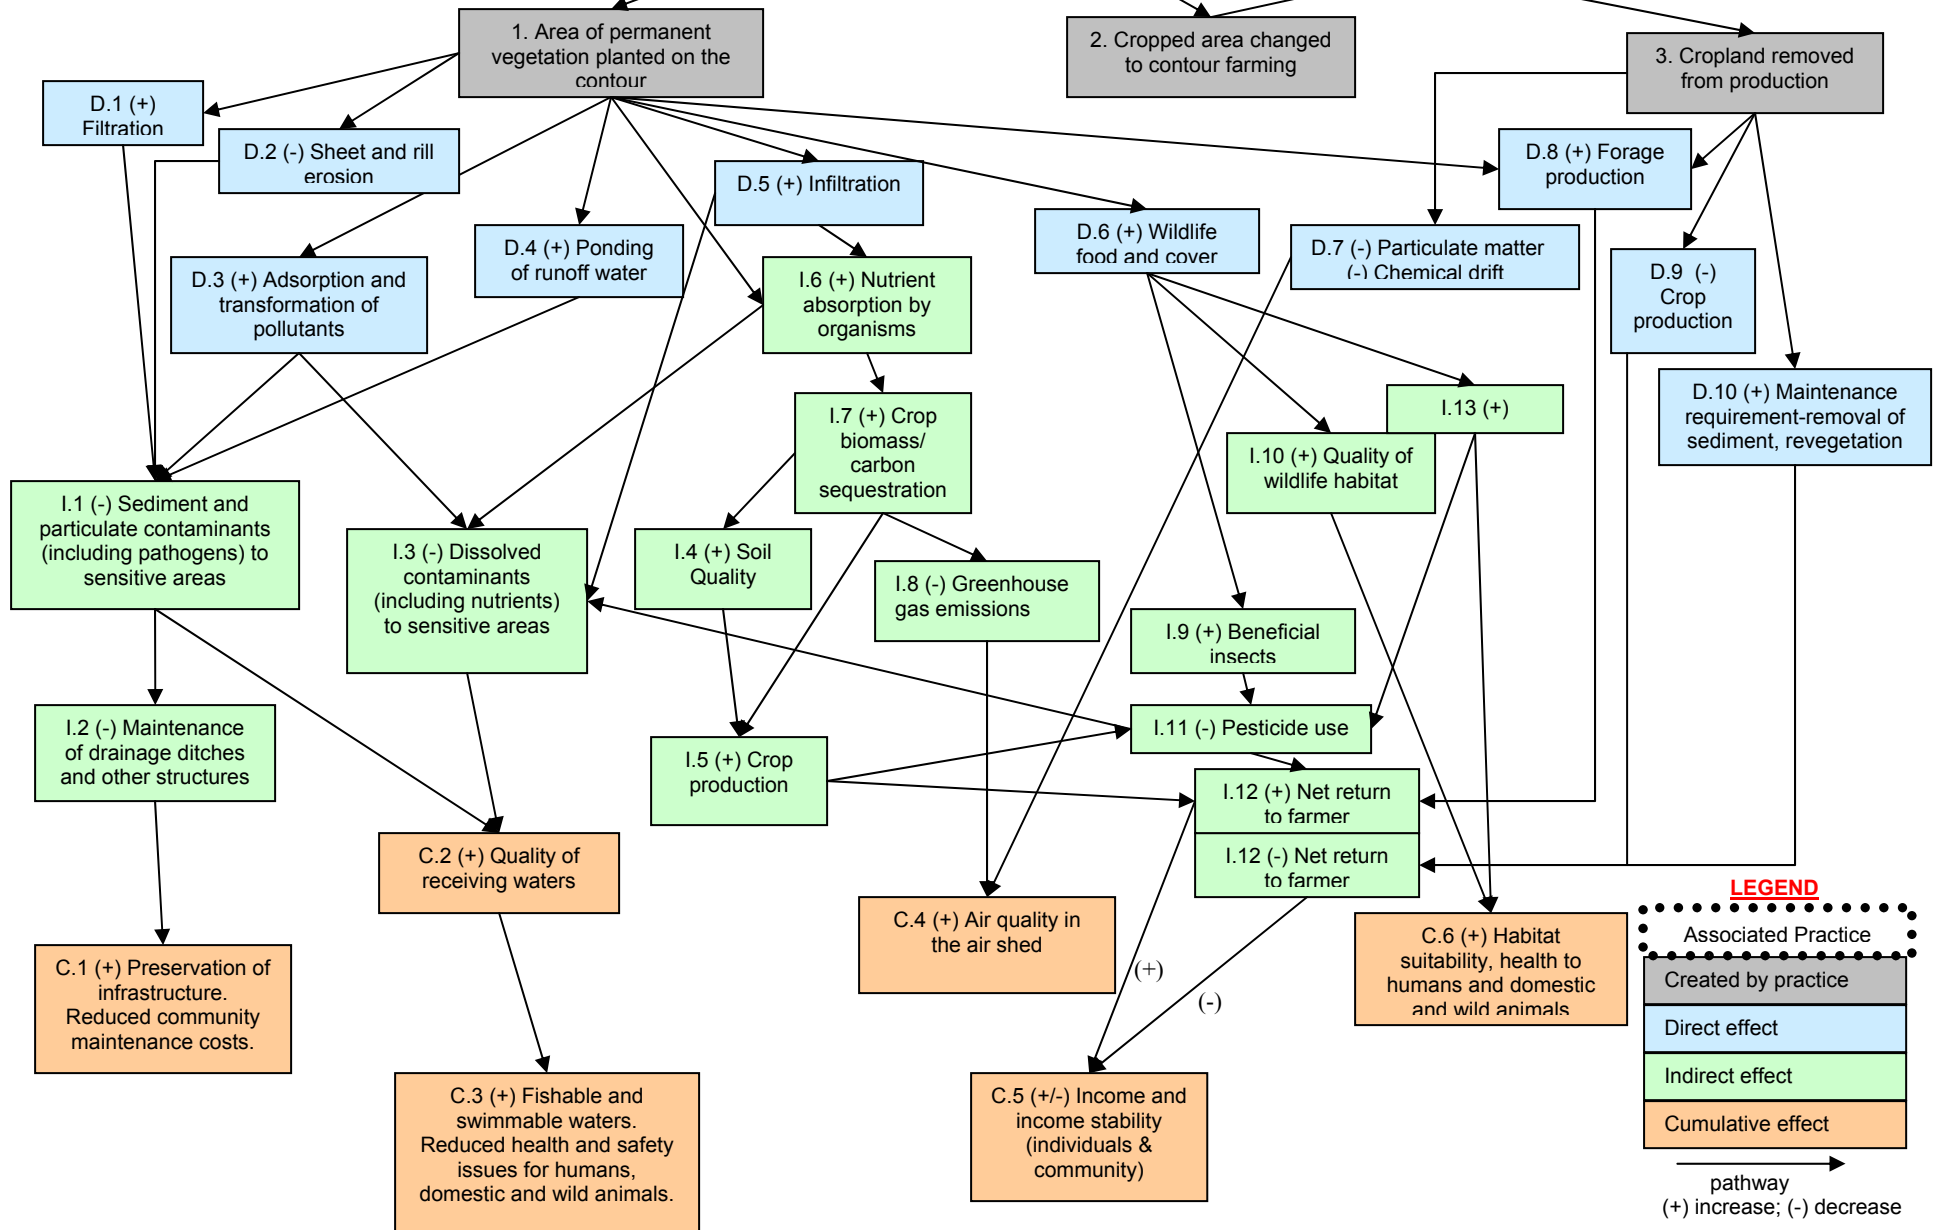 1. Area of permanent
vegetation planted on the
contour
2. Cropped area changed
to contour farming
3. Cropland removed
from production
D.1 (+)
Filtration
D.2 (-) Sheet and rill
erosion
D.3 (+) Adsorption and
transformation of
pollutants
D.4 (+) Ponding
of runoff water
D.5 (+) Infiltration
I.6 (+) Nutrient
absorption by
organisms
D.6 (+) Wildlife
food and cover
D.7 (-) Particulate matter
(-) Chemical drift
D.8 (+) Forage
production
D.9 (-)
Crop
production
D.10 (+) Maintenance
requirement-removal of
sediment, revegetation
I.7 (+) Crop
biomass/
carbon
sequestration
I.13 (+)
I.10 (+) Quality of
wildlife habitat
I.1 (-) Sediment and
particulate contaminants
(including pathogens) to
sensitive areas
I.3 (-) Dissolved
contaminants
(including nutrients)
to sensitive areas
I.4 (+) Soil
Quality
I.8 (-) Greenhouse
gas emissions
I.9 (+) Beneficial
insects
I.2 (-) Maintenance
of drainage ditches
and other structures
I.5 (+) Crop
production
I.11 (-) Pesticide use
I.12 (+) Net return
to farmer
I.12 (-) Net return
to farmer
C.2 (+) Quality of
receiving waters
C.4 (+) Air quality in
the air shed
C.6 (+) Habitat
suitability, health to
humans and domestic
and wild animals
C.1 (+) Preservation of
infrastructure.
Reduced community
maintenance costs.
(+)
(-)
C.3 (+) Fishable and
swimmable waters.
Reduced health and safety
issues for humans,
domestic and wild animals.
C.5 (+/-) Income and
income stability
(individuals &
community)
LEGEND
Associated Practice
Created by practice
Direct effect
Indirect effect
Cumulative effect
pathway
(+) increase; (-) decrease